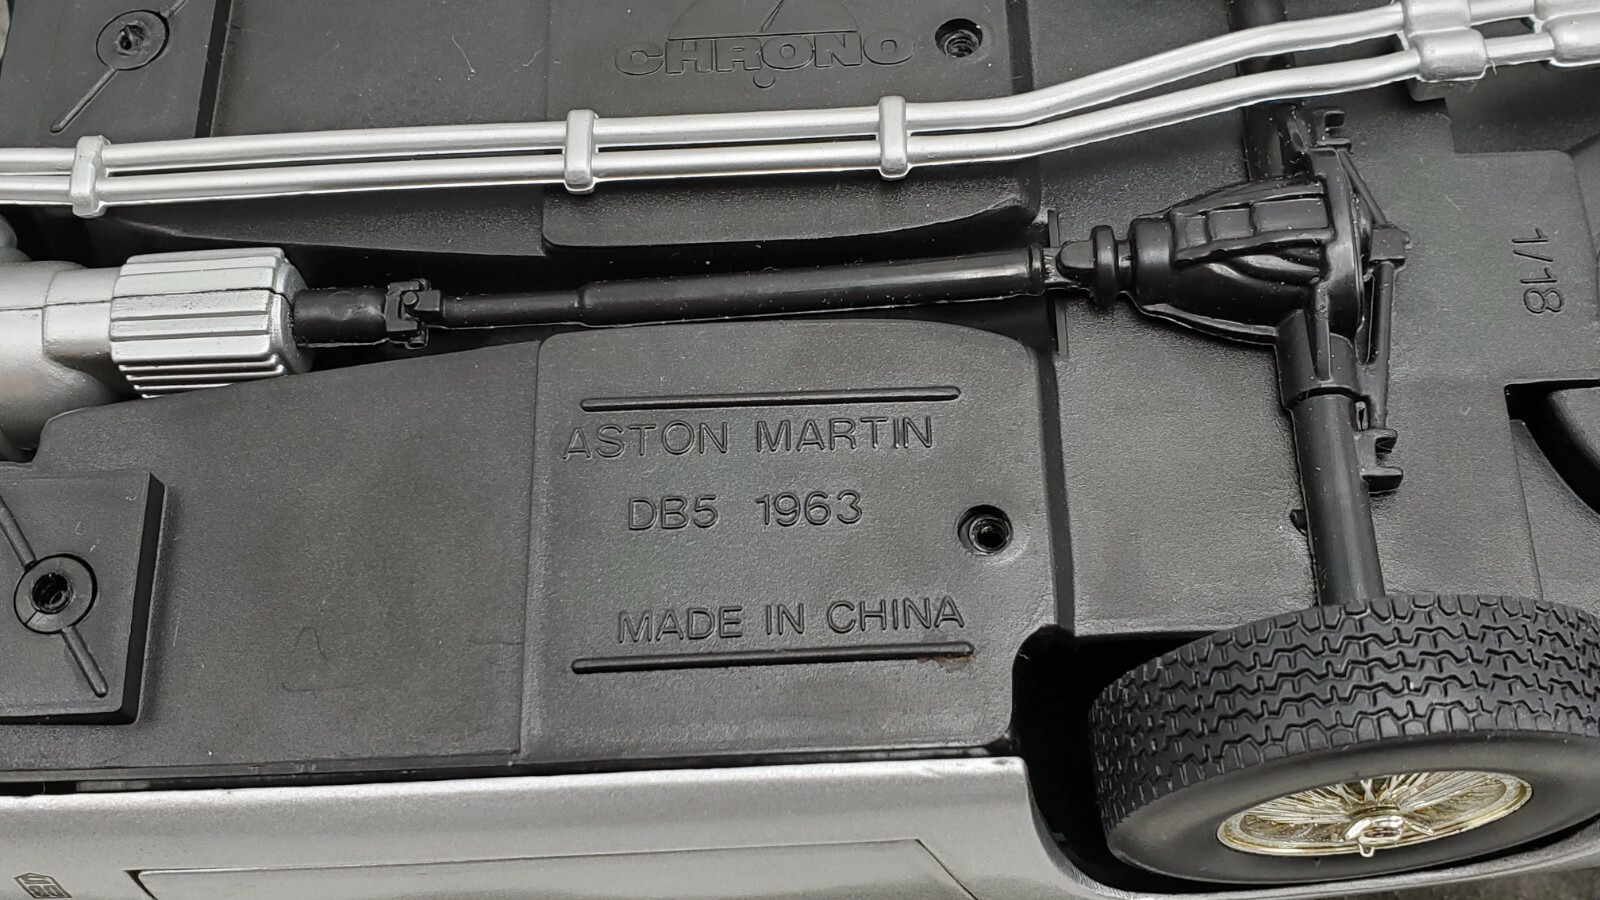 CHRONO
1/18
ASTON MARTIN
DB5 1963
MADE IN CHINA